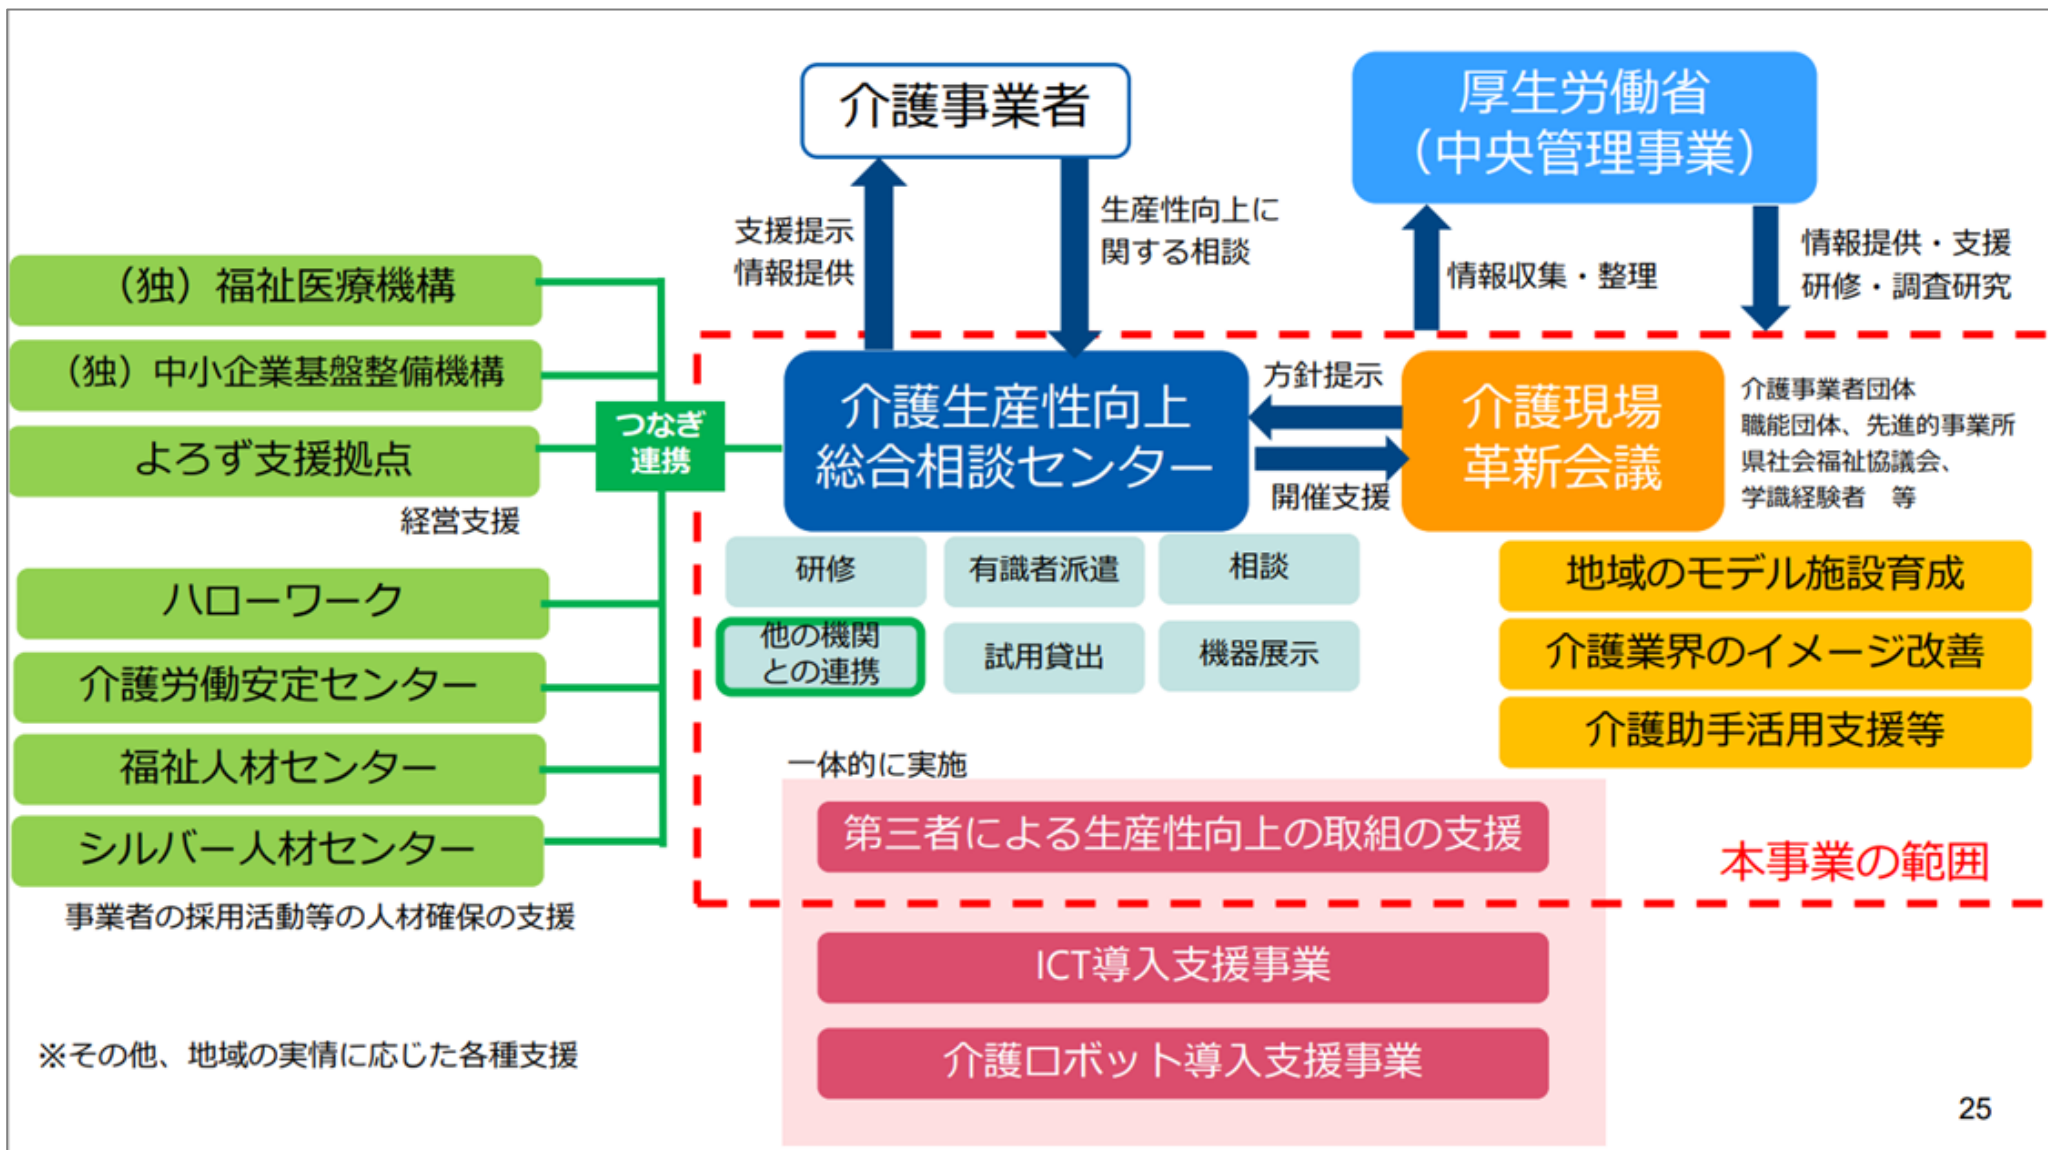 介護事業者
厚生労働省
（中央管理事業）
支援提示
情報提供
生産性向上に
関する相談
情報収集・整理
情報提供・支援
研修・調査研究
（独）福祉医療機構
（独）中小企業基盤整備機構
よろず支援拠点
経営支援
つなぎ
連携
介護生産性向上
総合相談センター
方針提示
開催支援
介護現場
革新会議
介護事業者団体
職能団体、先進的事業所
県社会福祉協議会、
学識経験者　等
研修
有識者派遣
相談
他の機関
との連携
試用貸出
機器展示
地域のモデル施設育成
介護業界のイメージ改善
介護助手活用支援等
ハローワーク
介護労働安定センター
福祉人材センター
シルバー人材センター
事業者の採用活動等の人材確保の支援
一体的に実施
第三者による生産性向上の取組の支援
本事業の範囲
ICT導入支援事業
介護ロボット導入支援事業
※その他、地域の実情に応じた各種支援
25